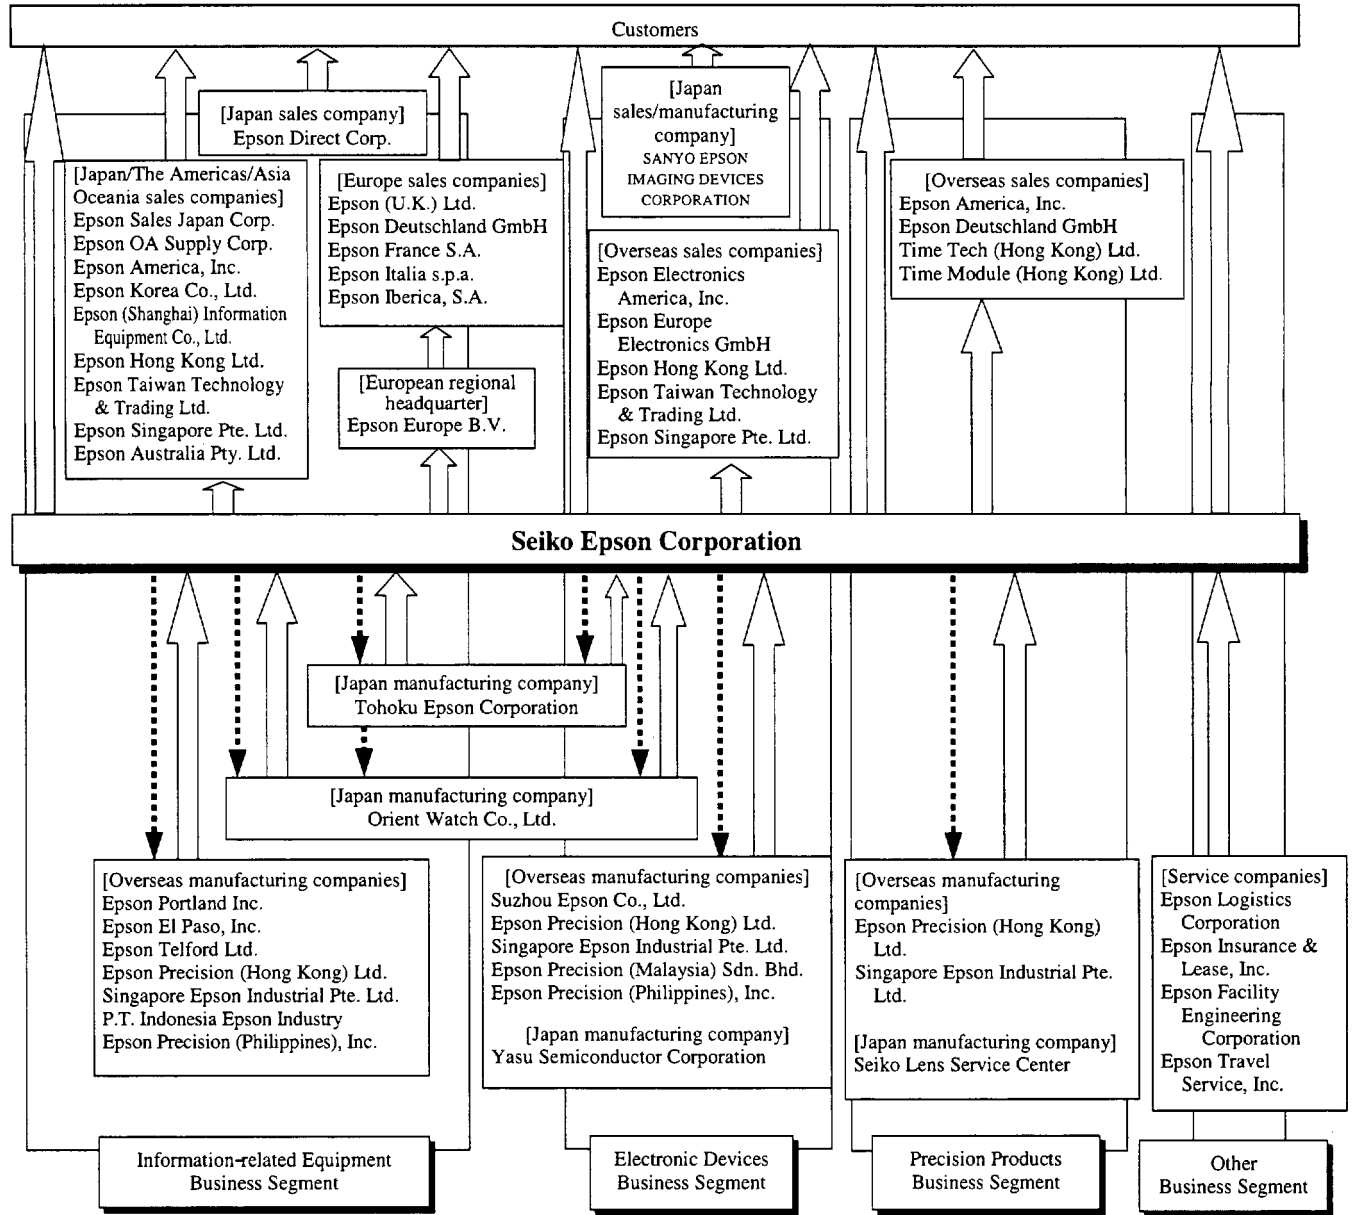 Customers
[Japan sales company]
Epson Direct Corp.
[Japan/The Americas/Asia
Oceania sales companies]
Epson Sales Japan Corp.
Epson OA Supply Corp.
Epson America, Inc.
Epson Korea Co., Ltd.
Epson (Shanghai) Information
Equipment Co., Ltd.
Epson Hong Kong Ltd.
Epson Taiwan Technology
& Trading Ltd.
Epson Singapore Pte. Ltd.
Epson Australia Pty. Ltd.
[Europe sales companies]
Epson (U.K.) Ltd.
Epson Deutschland GmbH
Epson France S.A.
Epson Italia s.p.a.
Epson Iberica, S.A.
[European regional
headquarter]
Epson Europe B.V.
[Japan
sales/manufacturing
company]
SANYO EPSON
IMAGING DEVICES
CORPORATION
[Overseas sales companies]
Epson Electronics
America, Inc.
Epson Europe
Electronics GmbH
Epson Hong Kong Ltd.
Epson Taiwan Technology
& Trading Ltd.
Epson Singapore Pte. Ltd.
[Overseas sales companies]
Epson America, Inc.
Epson Deutschland GmbH
Time Tech (Hong Kong) Ltd.
Time Module (Hong Kong) Ltd.
Seiko Epson Corporation
[Japan manufacturing company]
Tohoku Epson Corporation
[Japan manufacturing company]
Orient Watch Co., Ltd.
[Overseas manufacturing companies]
Epson Portland Inc.
Epson El Paso, Inc.
Epson Telford Ltd.
Epson Precision (Hong Kong) Ltd.
Singapore Epson Industrial Pte. Ltd.
P.T. Indonesia Epson Industry
Epson Precision (Philippines), Inc.
[Overseas manufacturing companies]
Suzhou Epson Co., Ltd.
Epson Precision (Hong Kong) Ltd.
Singapore Epson Industrial Pte. Ltd.
Epson Precision (Malaysia) Sdn. Bhd.
Epson Precision (Philippines), Inc.
[Japan manufacturing company]
Yasu Semiconductor Corporation
[Overseas manufacturing
companies]
Epson Precision (Hong Kong)
Ltd.
Singapore Epson Industrial Pte.
Ltd.
[Japan manufacturing company]
Seiko Lens Service Center
[Service companies]
Epson Logistics
Corporation
Epson Insurance &
Lease, Inc.
Epson Facility
Engineering
Corporation
Epson Travel
Service, Inc.
Information-related Equipment
Business Segment
Electronic Devices
Business Segment
Precision Products
Business Segment
Other
Business Segment